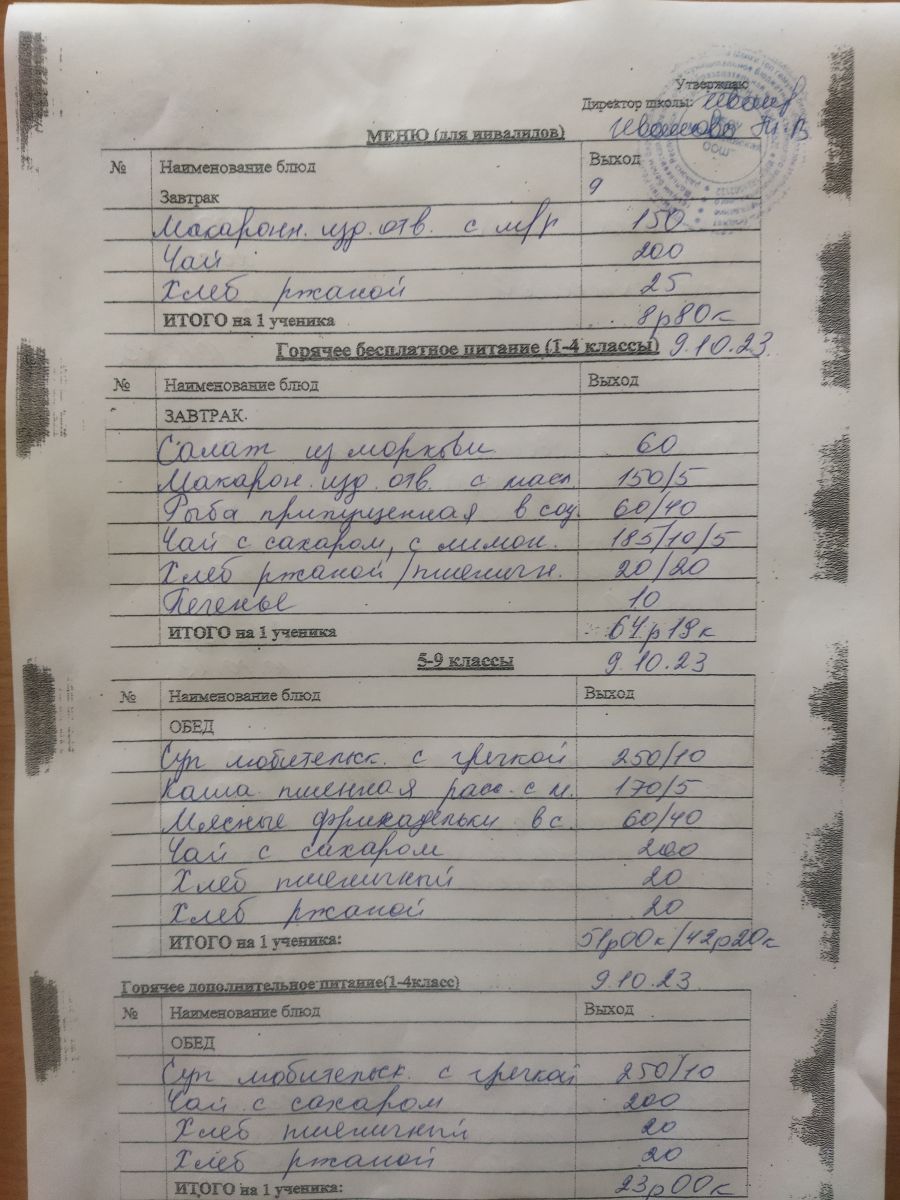 Утверждаю
Директор школы:
МЕНЮ (для инвалидов)
№ Наименование блюд Выход
Завтрак 9
Макаронн. изд. отв. с м/р 150
Чай 200
Хлеб ржаной 25
ИТОГО на 1 ученика 8р80к
Горячее бесплатное питание (1-4 классы) 9.10.23
№ Наименование блюд Выход
ЗАВТРАК.
Салат из моркови 60
Макарон. изд. отв. с масл. 150/5
Рыба припущенная в соу. 60/40
Чай с сахаром, с лимон. 185/10/5
Хлеб ржаной/пшеничн. 20/20
Печенье 10
ИТОГО на 1 ученика 64р19к
5-9 классы 9.10.23
№ Наименование блюд Выход
ОБЕД
Суп любительск. с гречкой 250/10
Каша пшенная расс. с м. 170/5
Мясные фрикадельки в с. 60/40
Чай с сахаром 200
Хлеб пшеничный 20
Хлеб ржаной 20
ИТОГО на 1 ученика: 51р00к/42р20к
Горячее дополнительное питание(1-4класс) 9.10.23
№ Наименование блюд Выход
ОБЕД
Суп любительск. с гречкой 250/10
Чай с сахаром 200
Хлеб пшеничный 20
Хлеб ржаной 20
ИТОГО на 1 ученика: 23р00к